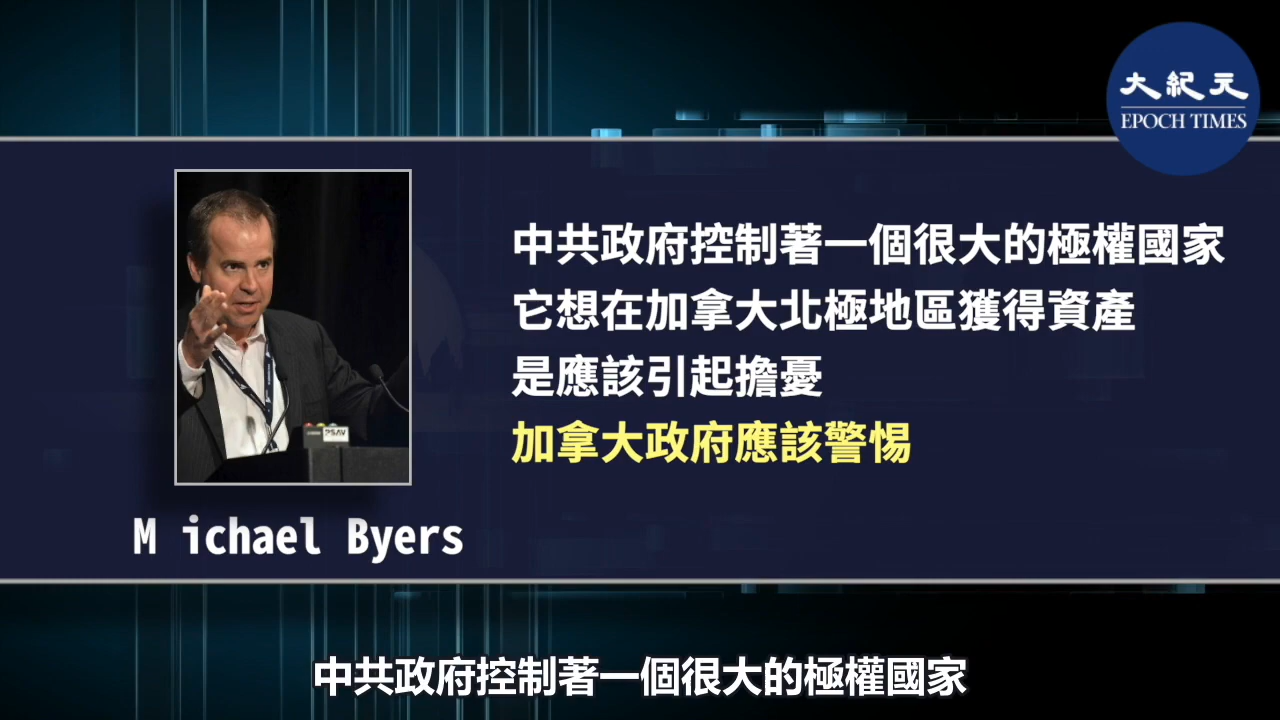 大紀元
EPOCH TIMES
中共政府控制著一個很大的極權國家
它想在加拿大北極地區獲得資產
是應該引起擔憂
加拿大政府應該警惕
PSAV
M ichael Byers
中共政府控制著一個很大的極權國家